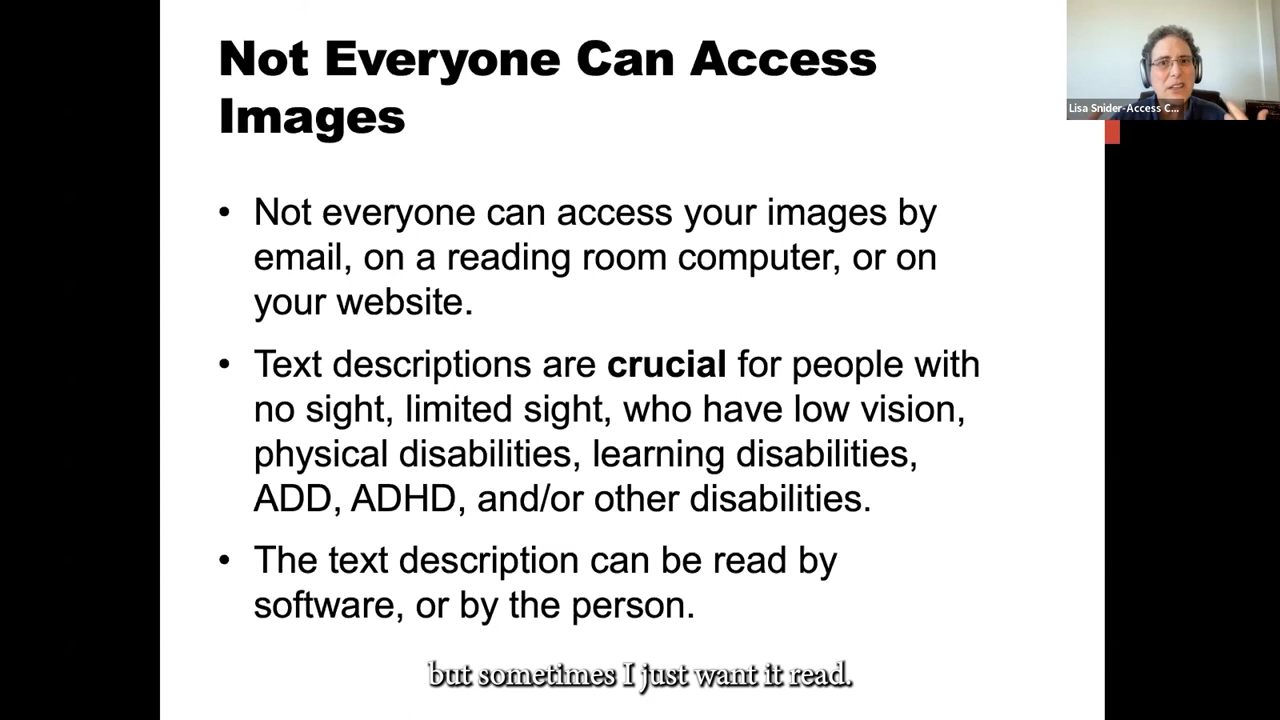 Not Everyone Can Access
Images
Lisa Snider-Access C...
• Not everyone can access your images by
email, on a reading room computer, or on
your website.
• Text descriptions are crucial for people with
no sight, limited sight, who have low vision,
physical disabilities, learning disabilities,
ADD, ADHD, and/or other disabilities.
• The text description can be read by
software, or by the person.
but sometimes I just want it read.